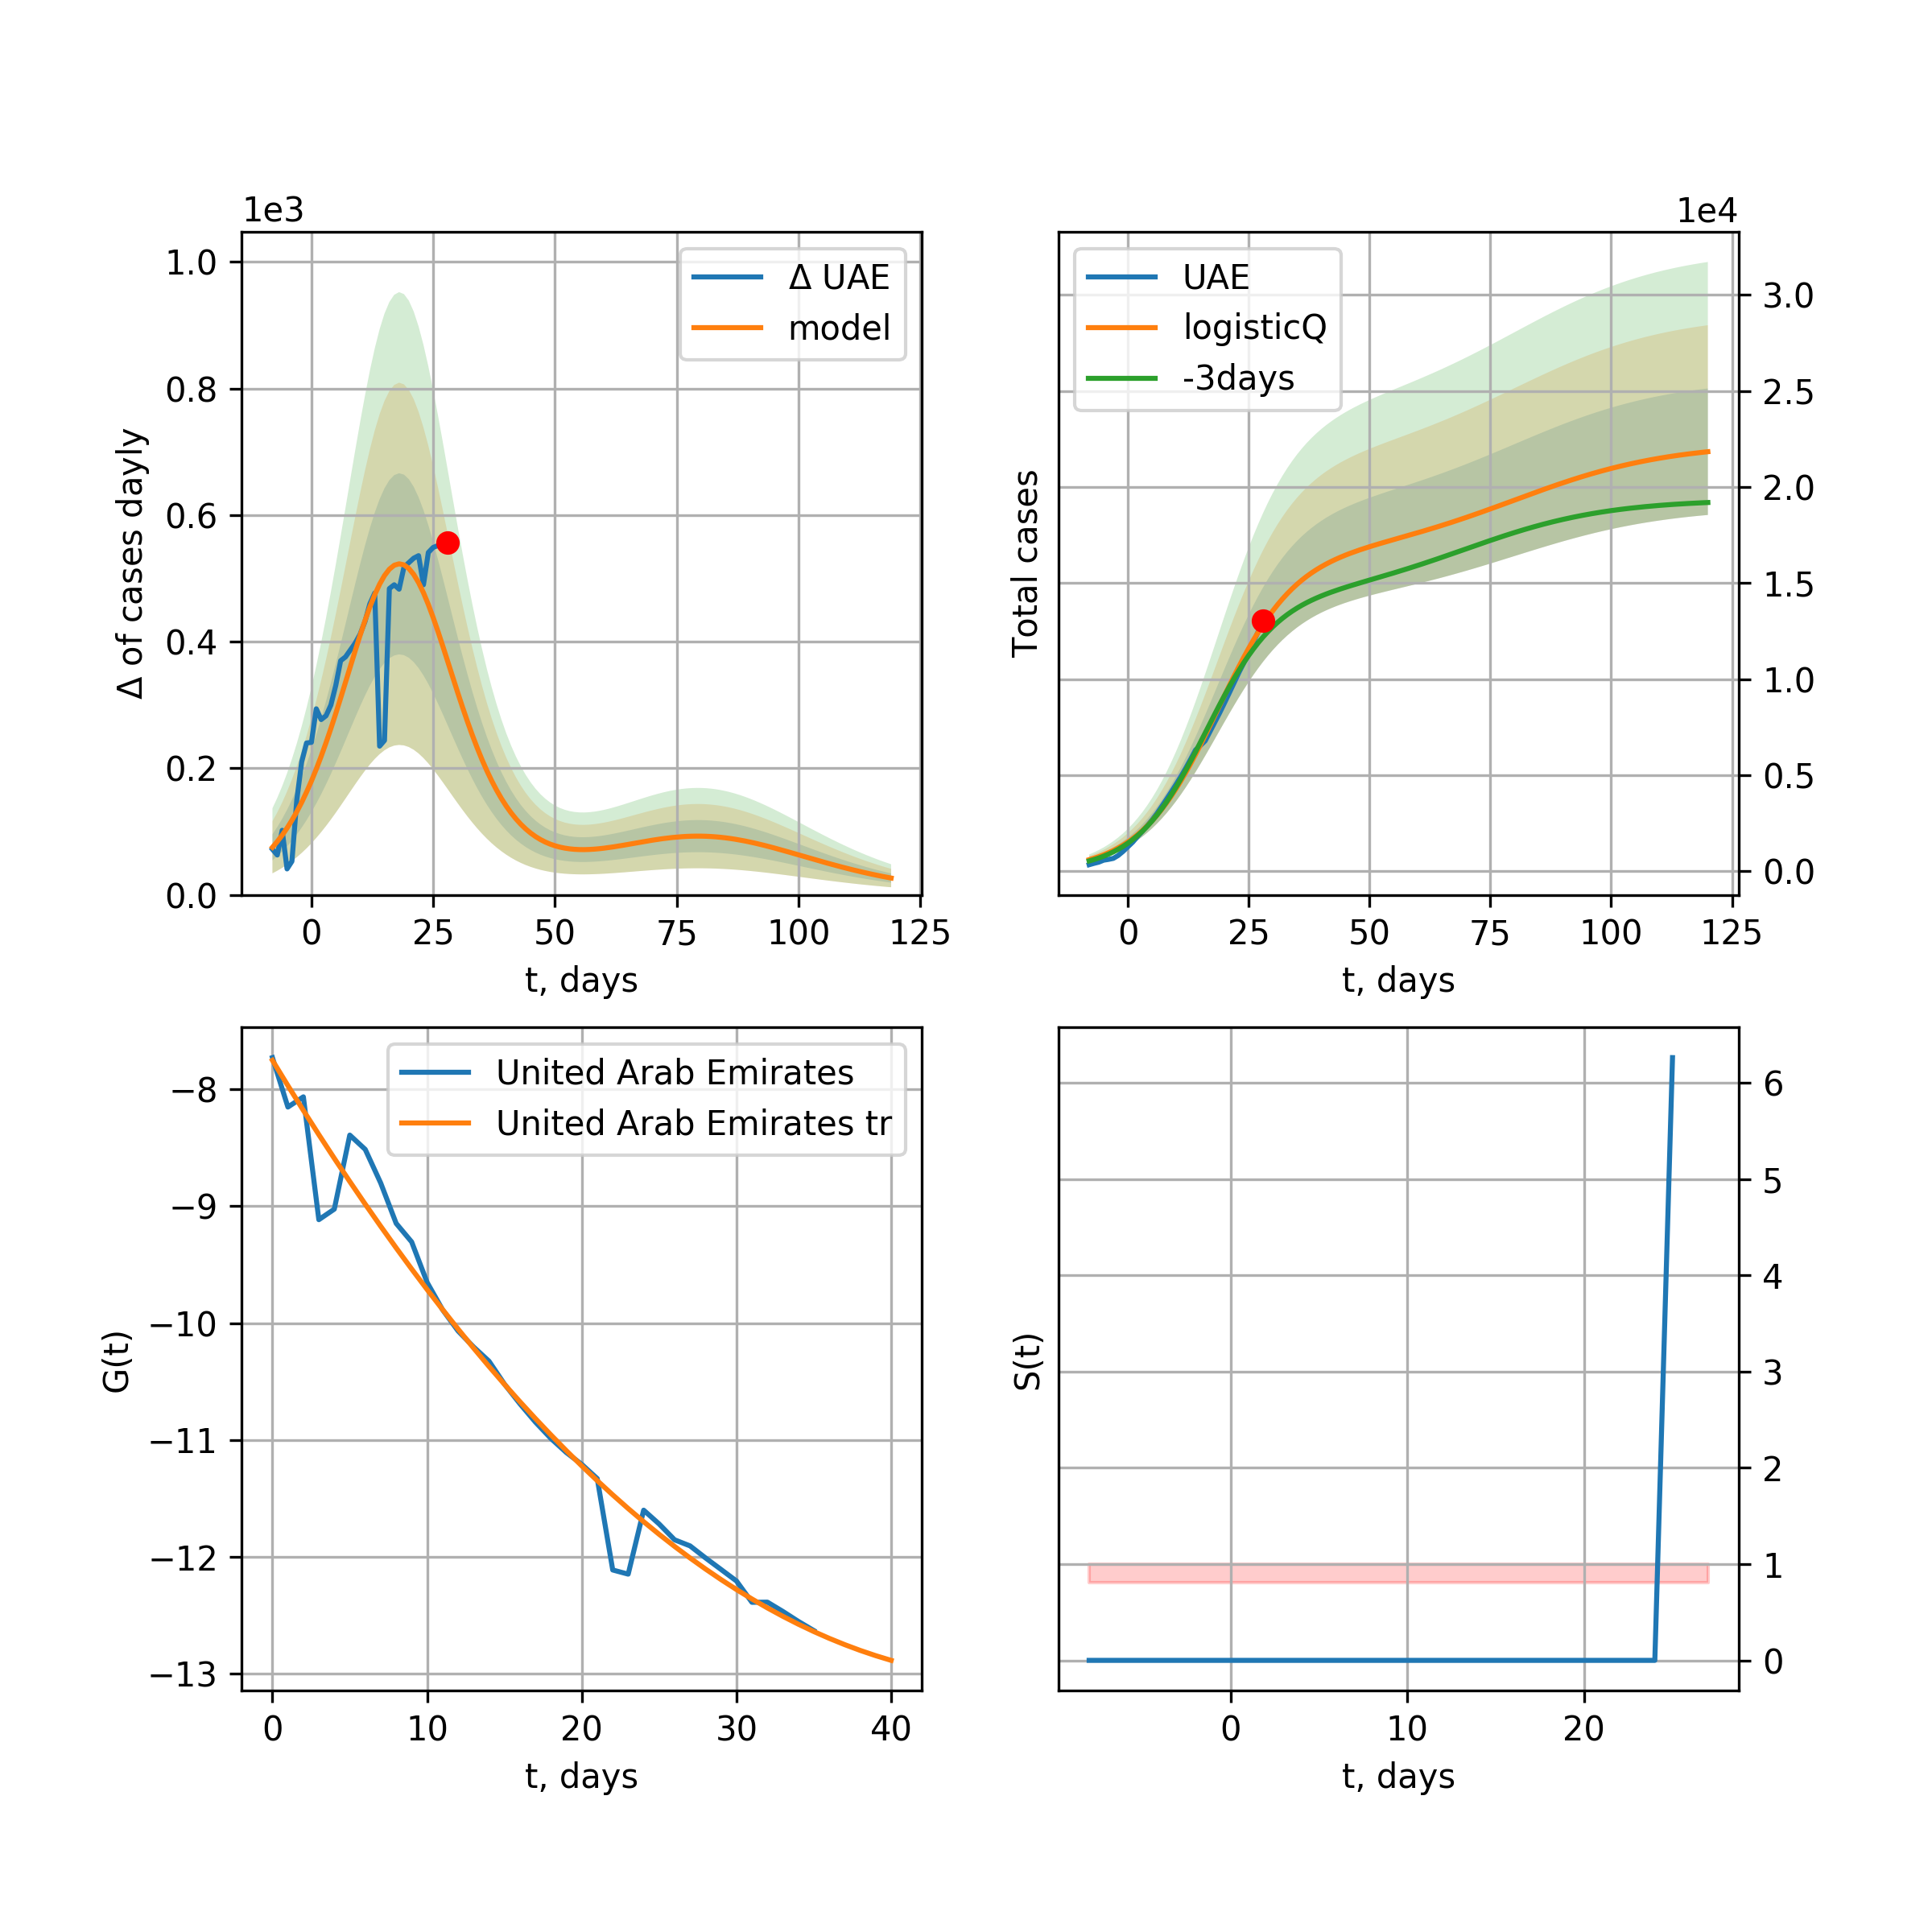 1e3
1.0
0.8
0.6
0.4
0.2
0.0
Δ of cases dayly
Δ UAE
model
0 25 50 75 100 125
t, days
1e4
UAE
logisticQ
-3days
Total cases
3.0
2.5
2.0
1.5
1.0
0.5
0.0
0 25 50 75 100 125
t, days
United Arab Emirates
United Arab Emirates tr
G(t)
−8
−9
−10
−11
−12
−13
0 10 20 30 40
t, days
S(t)
6
5
4
3
2
1
0
0 10 20
t, days